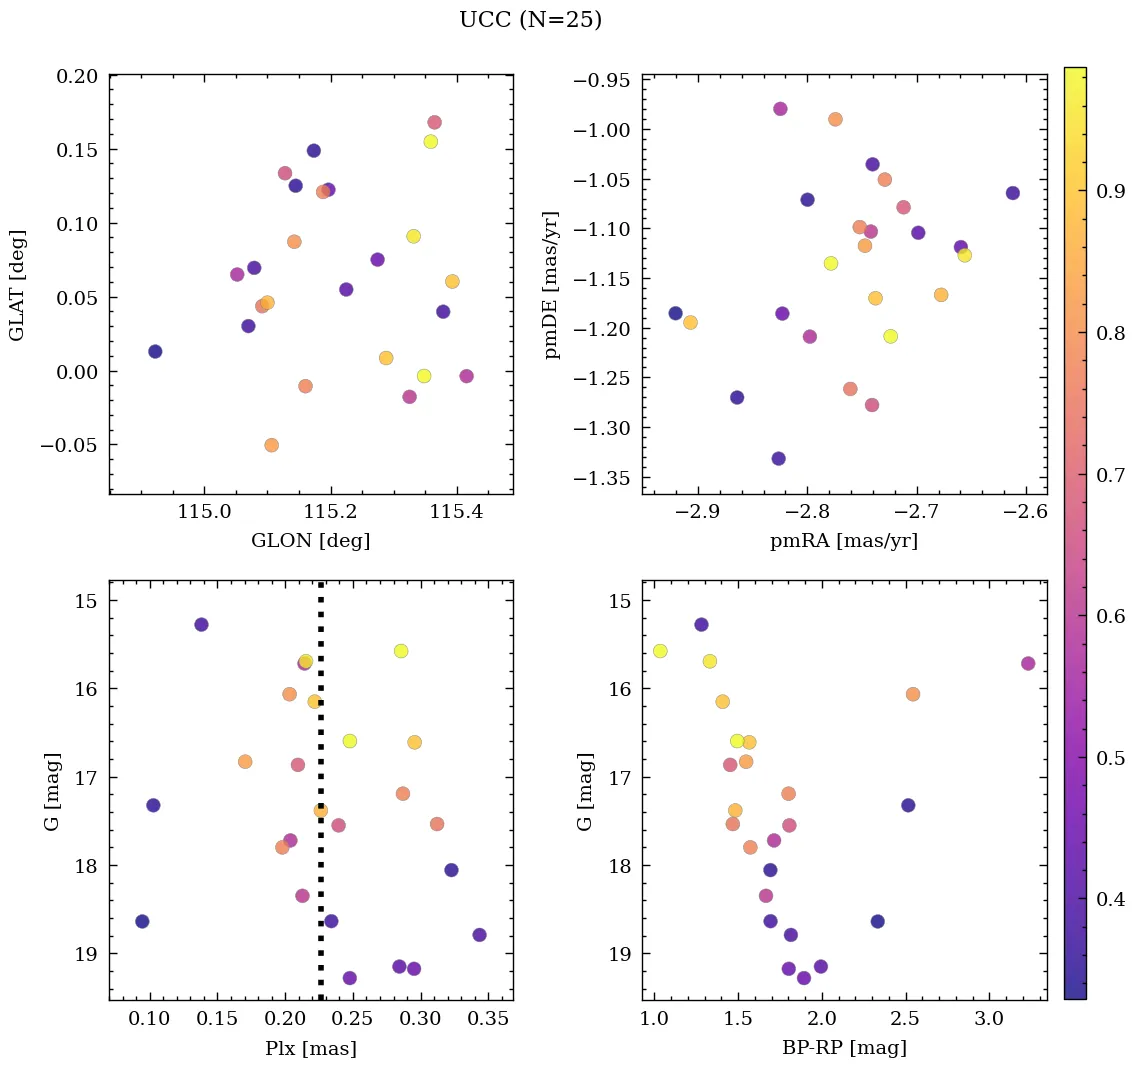 UCC (N=25)
0.20
0.15
0.10
0.05
0.00
−0.05
GLAT [deg]
115.0 115.2 115.4
GLON [deg]
−0.95
−1.00
−1.05
−1.10
−1.15
−1.20
−1.25
−1.30
−1.35
pmDE [mas/yr]
−2.9 −2.8 −2.7 −2.6
pmRA [mas/yr]
15
16
17
18
19
G [mag]
0.10 0.15 0.20 0.25 0.30 0.35
Plx [mas]
15
16
17
18
19
G [mag]
1.0 1.5 2.0 2.5 3.0
BP-RP [mag]
0.9
0.8
0.7
0.6
0.5
0.4